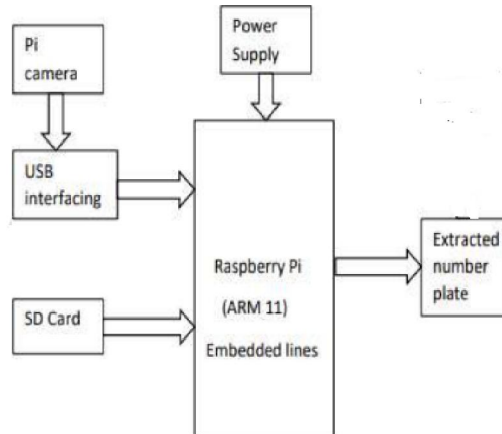 Pi
camera
Power
Supply
USB
interfacing
SD Card
Raspberry Pi
(ARM 11)
Embedded lines
Extracted
number
plate